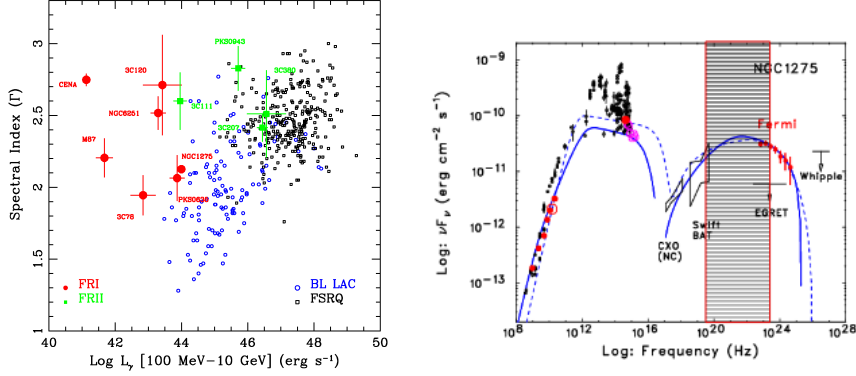 Spectral Index (Γ)
3
2.5
2
1.5
1
PKS0943
3C120
3C380
CENA
3C111
NGC6251
3C207
M87
NGC1275
PKS0625
3C78
FRI
FRII
BL LAC
FSRQ
40 42 44 46 48 50
Log Lγ [100 MeV−10 GeV] (erg s⁻¹)
Log: νFν (erg cm⁻² s⁻¹)
10⁻⁹
10⁻¹⁰
10⁻¹¹
10⁻¹²
10⁻¹³
NGC1275
Fermi
Whipple
EGRET
Swift
BAT
CXO
(NC)
10⁸ 10¹² 10¹⁶ 10²⁰ 10²⁴ 10²⁸
Log: Frequency (Hz)